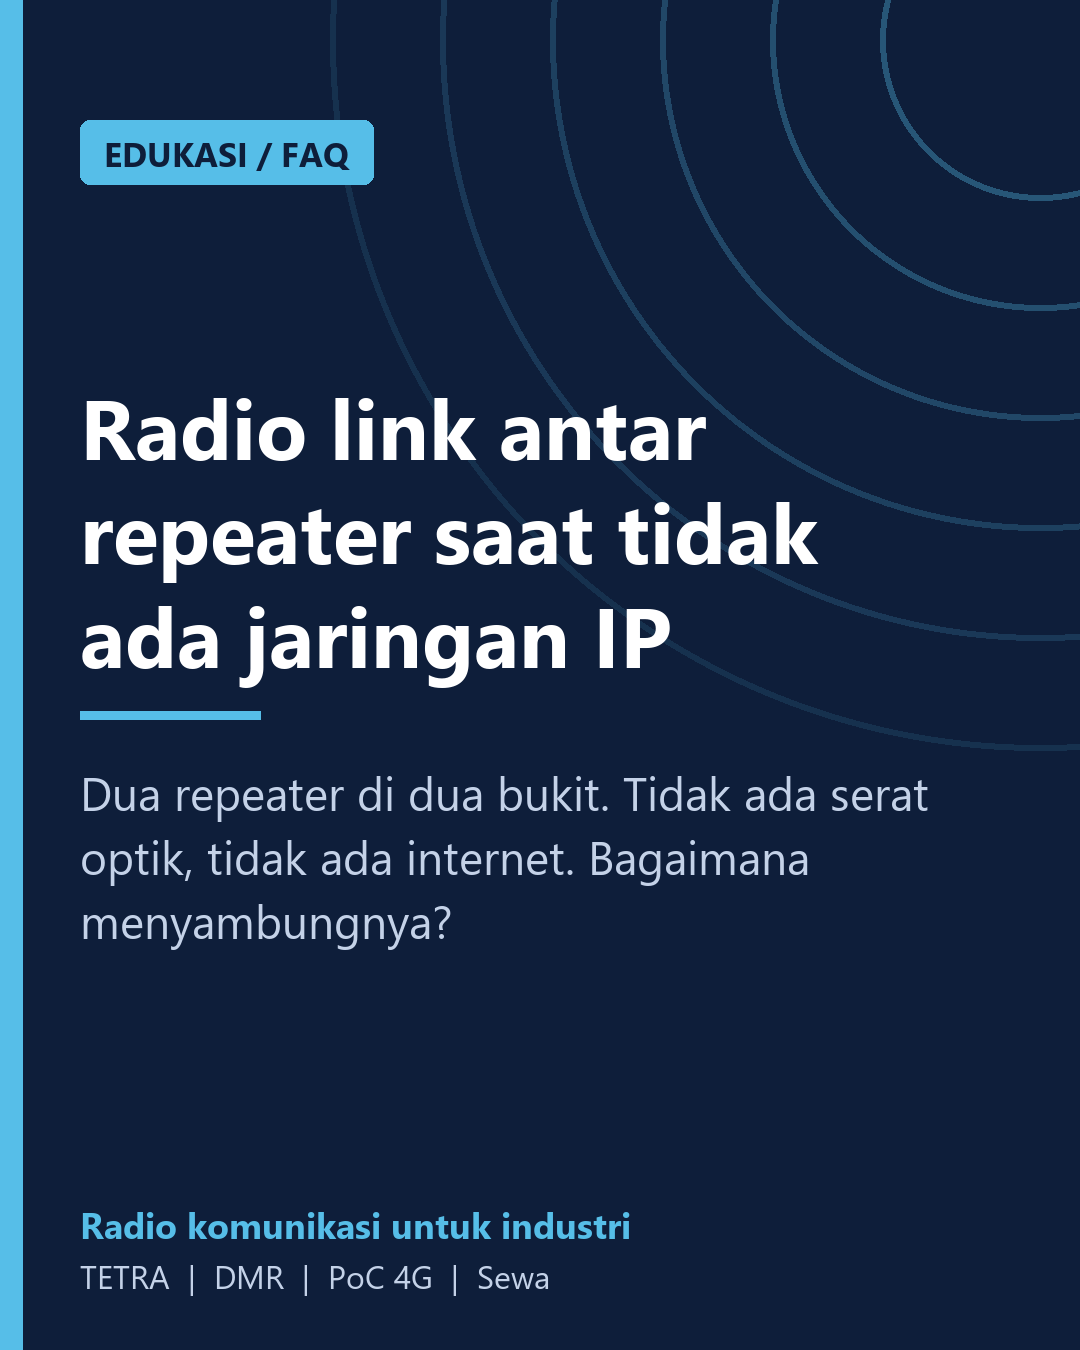 EDUKASI / FAQ
Radio link antar
repeater saat tidak
ada jaringan IP
Dua repeater di dua bukit. Tidak ada serat
optik, tidak ada internet. Bagaimana
menyambungnya?
Radio komunikasi untuk industri
TETRA | DMR | PoC 4G | Sewa